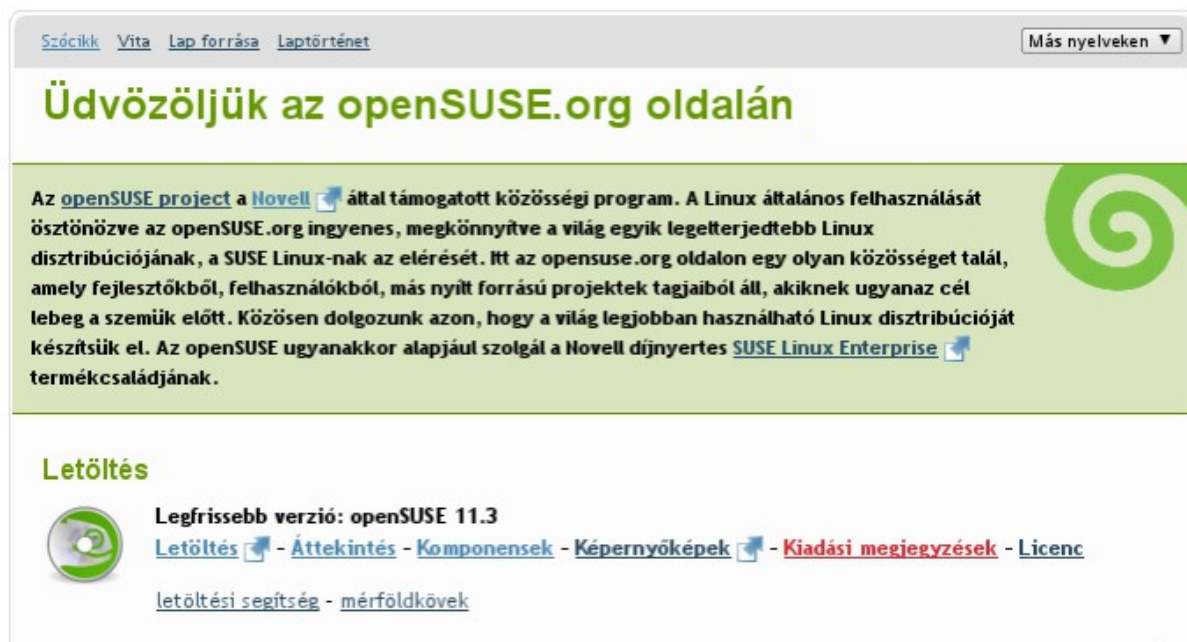 Szócikk Vita Lap forrása Laptörténet Más nyelveken ▼
Üdvözöljük az openSUSE.org oldalán
Az openSUSE project a Novell által támogatott közösségi program. A Linux általános felhasználását
ösztönözve az openSUSE.org ingyenes, megkönnyítve a világ egyik legelterjedtebb Linux
disztribúciójának, a SUSE Linux-nak az elérését. Itt az opensuse.org oldalon egy olyan közösséget talál,
amely fejlesztőkből, felhasználókból, más nyílt forrású projektek tagjaiból áll, akiknek ugyanaz cél
lebeg a szemük előtt. Közösen dolgozunk azon, hogy a világ legjobban használható Linux disztribúcióját
készítsük el. Az openSUSE ugyanakkor alapjául szolgál a Novell díjnyertes SUSE Linux Enterprise
termékcsaládjának.
Letöltés
Legfrissebb verzió: openSUSE 11.3
Letöltés - Áttekintés - Komponensek - Képernyőképek - Kiadási megjegyzések - Licenc
letöltési segítség - mérföldkövek